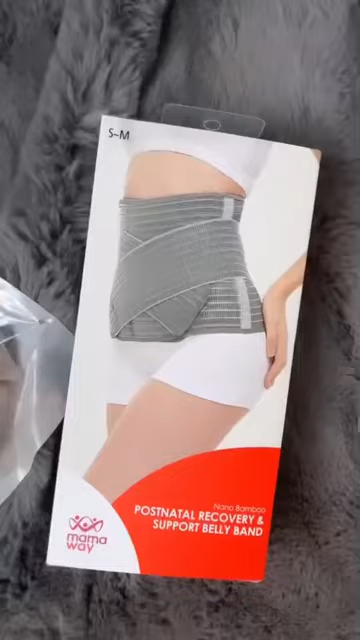 S~M
Nano Bamboo
POSTNATAL RECOVERY &
SUPPORT BELLY BAND
mama
way